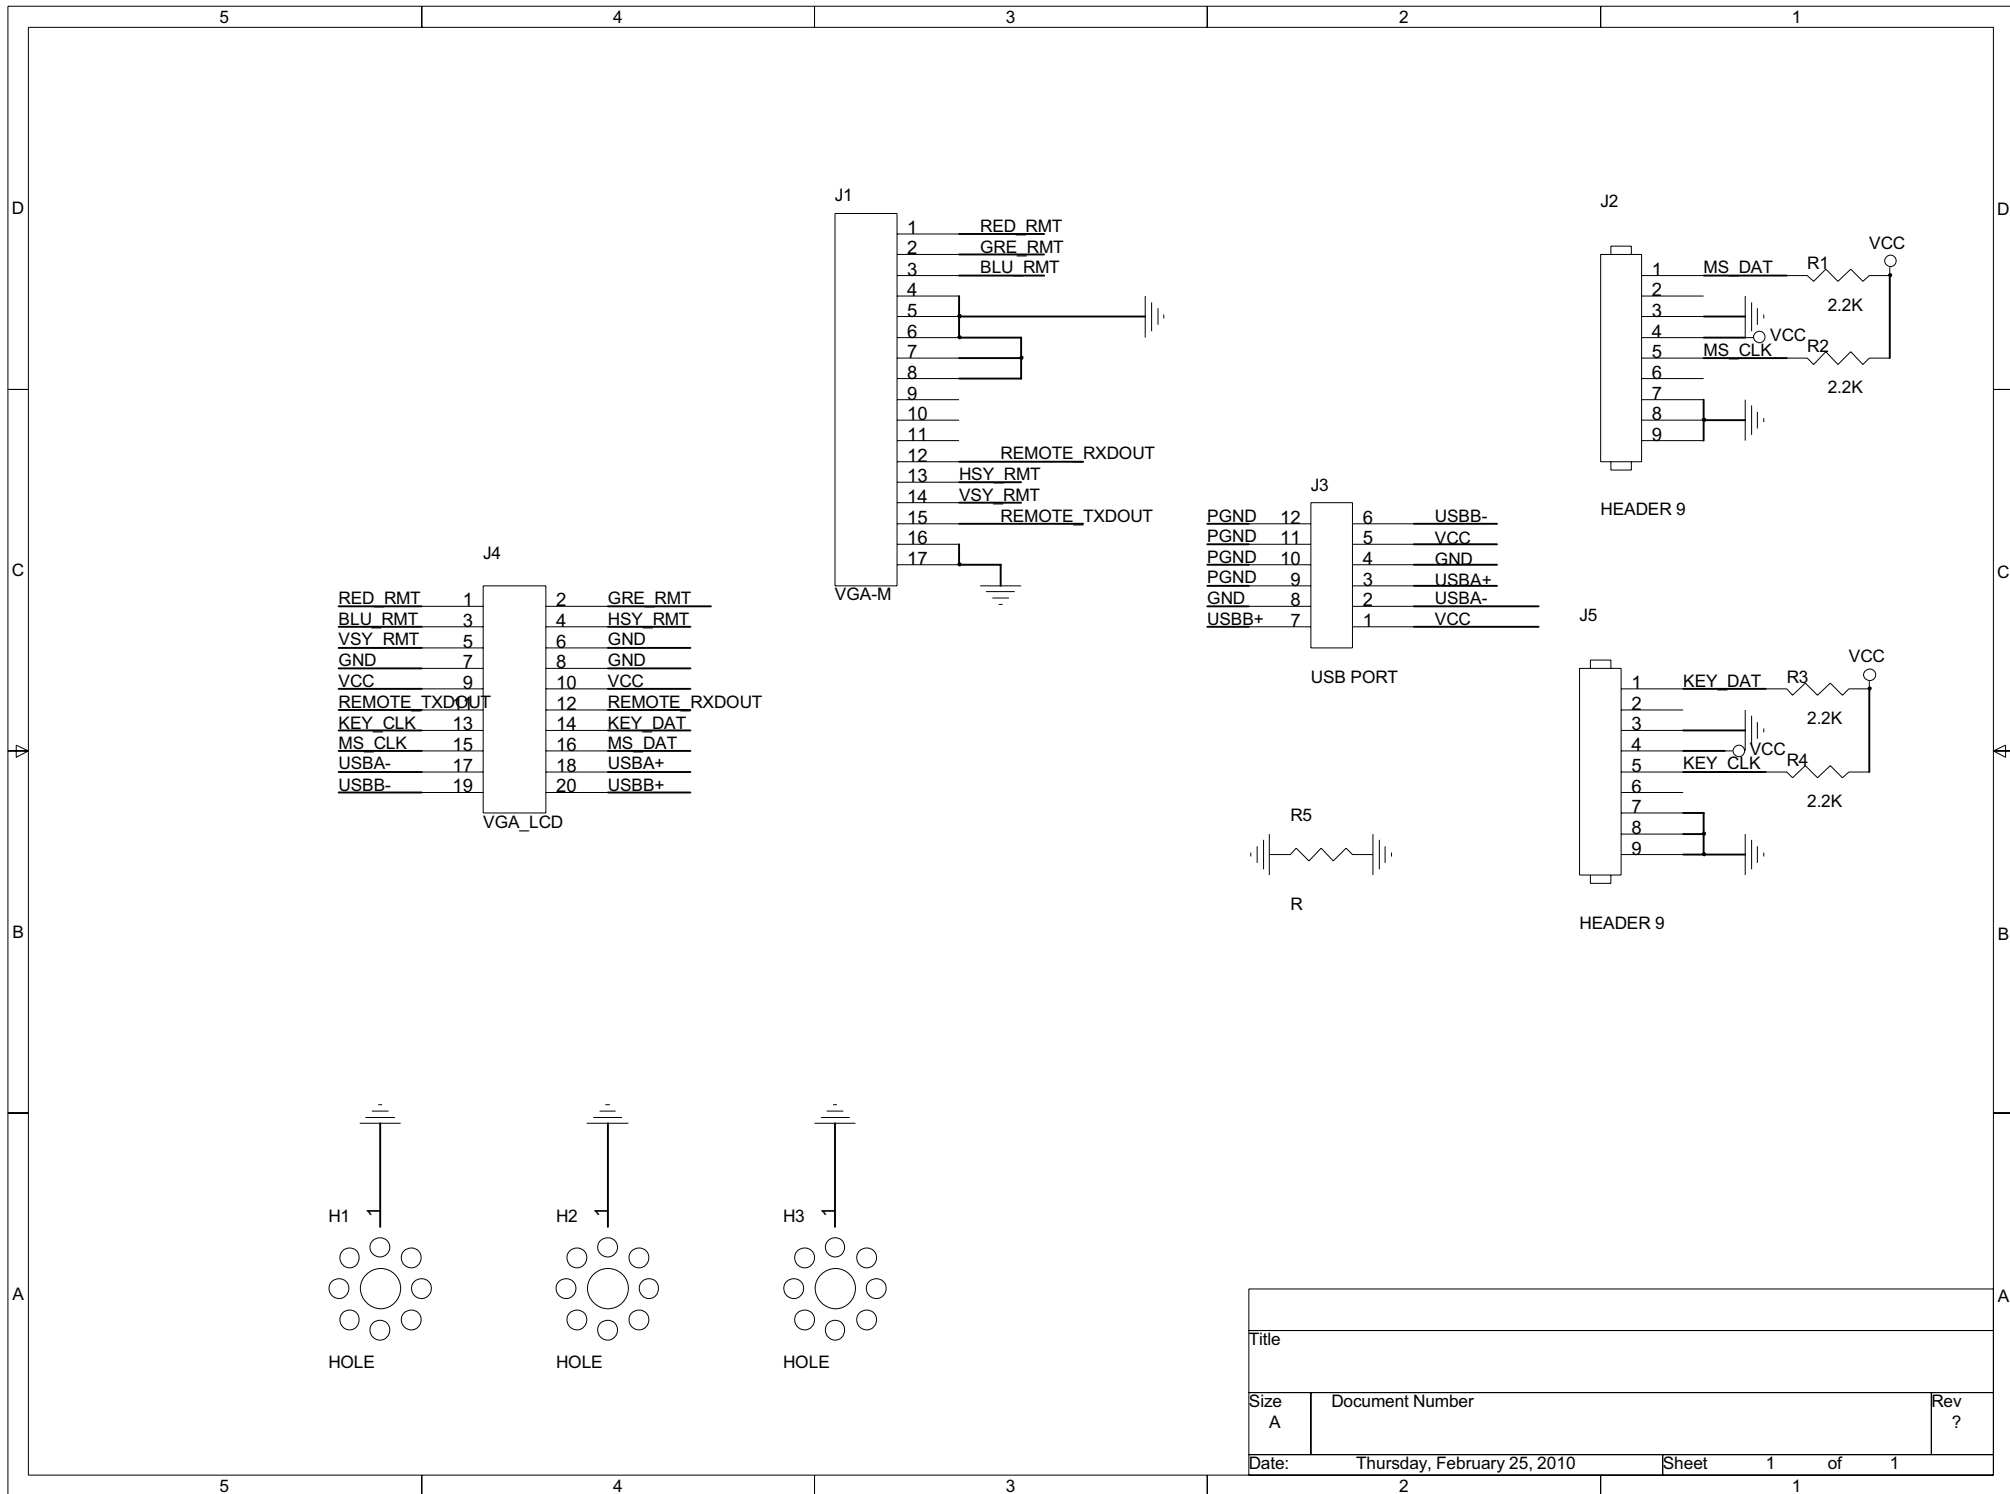 5 4 3 2 1
D D
C C
B B
A A
J1
1 RED_RMT
2 GRE_RMT
3 BLU_RMT
4
5
6
7
8
9
10
11
12 REMOTE_RXDOUT
13 HSY_RMT
14 VSY_RMT
15 REMOTE_TXDOUT
16
17
VGA-M
J2
VCC
1 MS_DAT R1
2 2.2K
3
4 VCC
5 MS_CLK R2
6 2.2K
7
8
9
HEADER 9
J3
PGND 12 6 USBB-
PGND 11 5 VCC
PGND 10 4 GND
PGND 9 3 USBA+
GND 8 2 USBA-
USBB+ 7 1 VCC
USB PORT
J4
RED_RMT 1 2 GRE_RMT
BLU_RMT 3 4 HSY_RMT
VSY_RMT 5 6 GND
GND 7 8 GND
VCC 9 10 VCC
REMOTE_TXDOUT 11 12 REMOTE_RXDOUT
KEY_CLK 13 14 KEY_DAT
MS_CLK 15 16 MS_DAT
USBA- 17 18 USBA+
USBB- 19 20 USBB+
VGA_LCD
J5
VCC
1 KEY_DAT R3
2 2.2K
3
4 VCC
5 KEY_CLK R4
6 2.2K
7
8
9
HEADER 9
R5
R
H1 1
HOLE
H2 1
HOLE
H3 1
HOLE
Title
Size Document Number Rev
A ?
Date: Thursday, February 25, 2010 Sheet 1 of 1
5 4 3 2 1